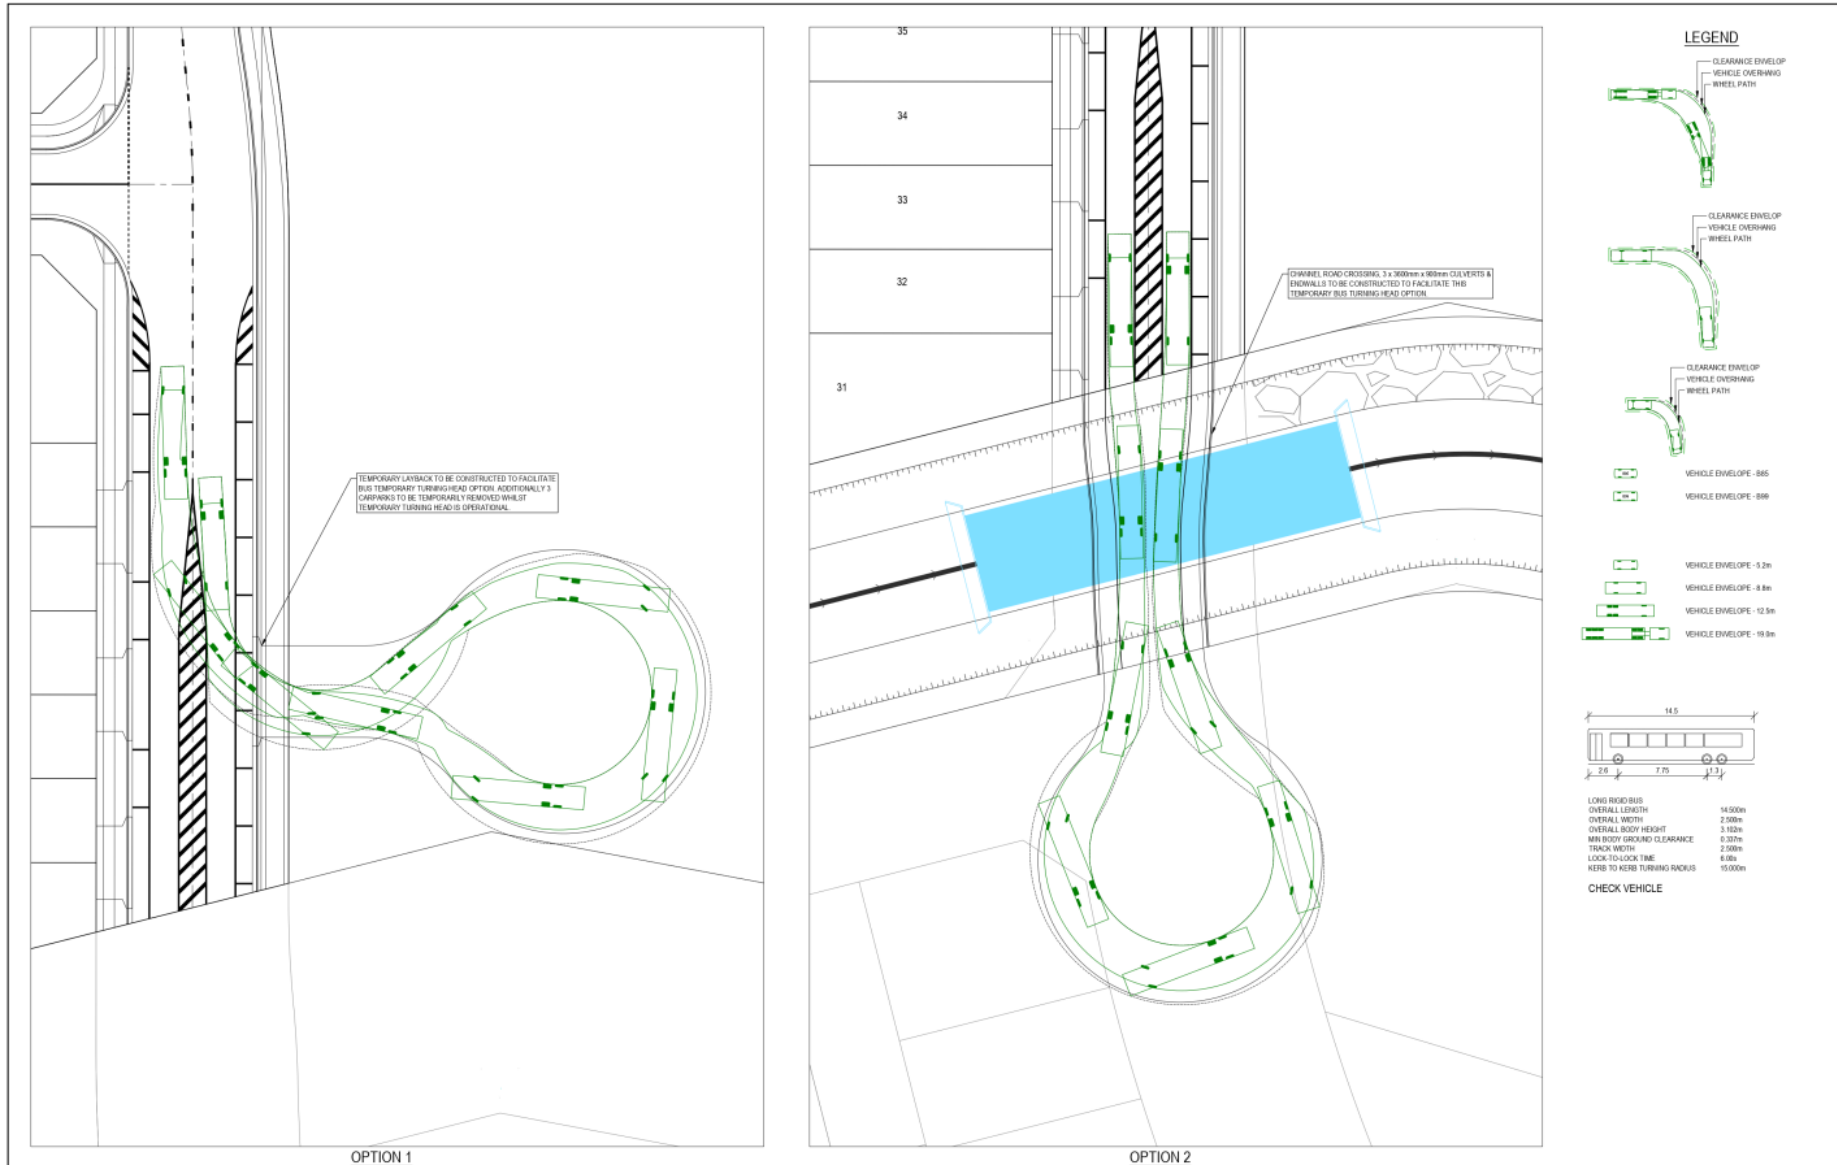 TEMPORARY LAYBACK TO BE CONSTRUCTED TO FACILITATE
BUS TEMPORARY TURNING HEAD OPTION. ADDITIONALLY 3
CARPARKS TO BE TEMPORARILY REMOVED WHILST
TEMPORARY TURNING HEAD IS OPERATIONAL.
OPTION 1
35
34
33
32
31
CHANNEL ROAD CROSSING, 3 x 3600mm x 900mm CULVERTS &
ENDWALLS TO BE CONSTRUCTED TO FACILITATE THIS
TEMPORARY BUS TURNING HEAD OPTION
OPTION 2
LEGEND
CLEARANCE ENVELOP
VEHICLE OVERHANG
WHEEL PATH
CLEARANCE ENVELOP
VEHICLE OVERHANG
WHEEL PATH
CLEARANCE ENVELOP
VEHICLE OVERHANG
WHEEL PATH
VEHICLE ENVELOPE - B85
VEHICLE ENVELOPE - B99
VEHICLE ENVELOPE - 5.2m
VEHICLE ENVELOPE - 8.8m
VEHICLE ENVELOPE - 12.5m
VEHICLE ENVELOPE - 19.0m
14.5
2.6 7.75 1.3
LONG RIGID BUS
OVERALL LENGTH 14.500m
OVERALL WIDTH 2.500m
OVERALL BODY HEIGHT 3.102m
MIN BODY GROUND CLEARANCE 0.337m
TRACK WIDTH 2.500m
LOCK-TO-LOCK TIME 6.00s
KERB TO KERB TURNING RADIUS 15.000m
CHECK VEHICLE